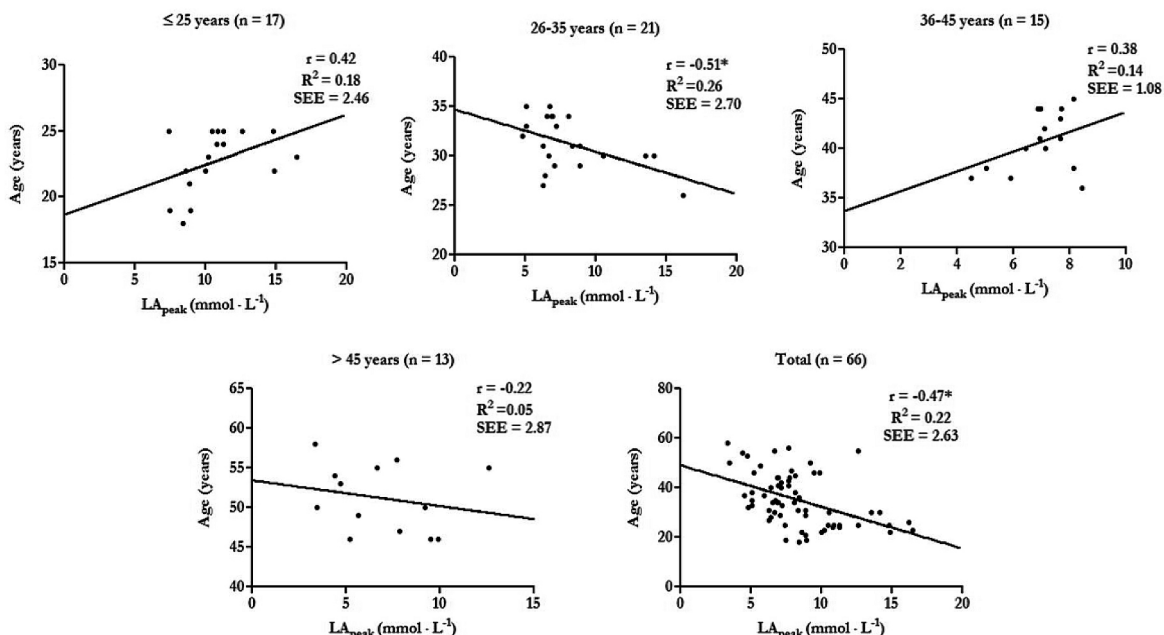 ≤ 25 years (n = 17)
r = 0.42
R² = 0.18
SEE = 2.46
Age (years)
25
20
15
0 5 10 15 20
LApeak (mmol · L⁻¹)
26-35 years (n = 21)
r = -0.51*
R² =0.26
SEE = 2.70
Age (years)
40
35
30
25
20
0 5 10 15 20
LApeak (mmol · L⁻¹)
36-45 years (n = 15)
r = 0.38
R² =0.14
SEE = 1.08
Age (years)
50
45
40
35
30
0 2 4 6 8 10
LApeak (mmol · L⁻¹)
> 45 years (n = 13)
r = -0.22
R² =0.05
SEE = 2.87
Age (years)
65
60
55
50
45
40
0 5 10 15
LApeak (mmol · L⁻¹)
Total (n = 66)
r = -0.47*
R² = 0.22
SEE = 2.63
Age (years)
80
60
40
20
0
0 5 10 15 20
LApeak (mmol · L⁻¹)